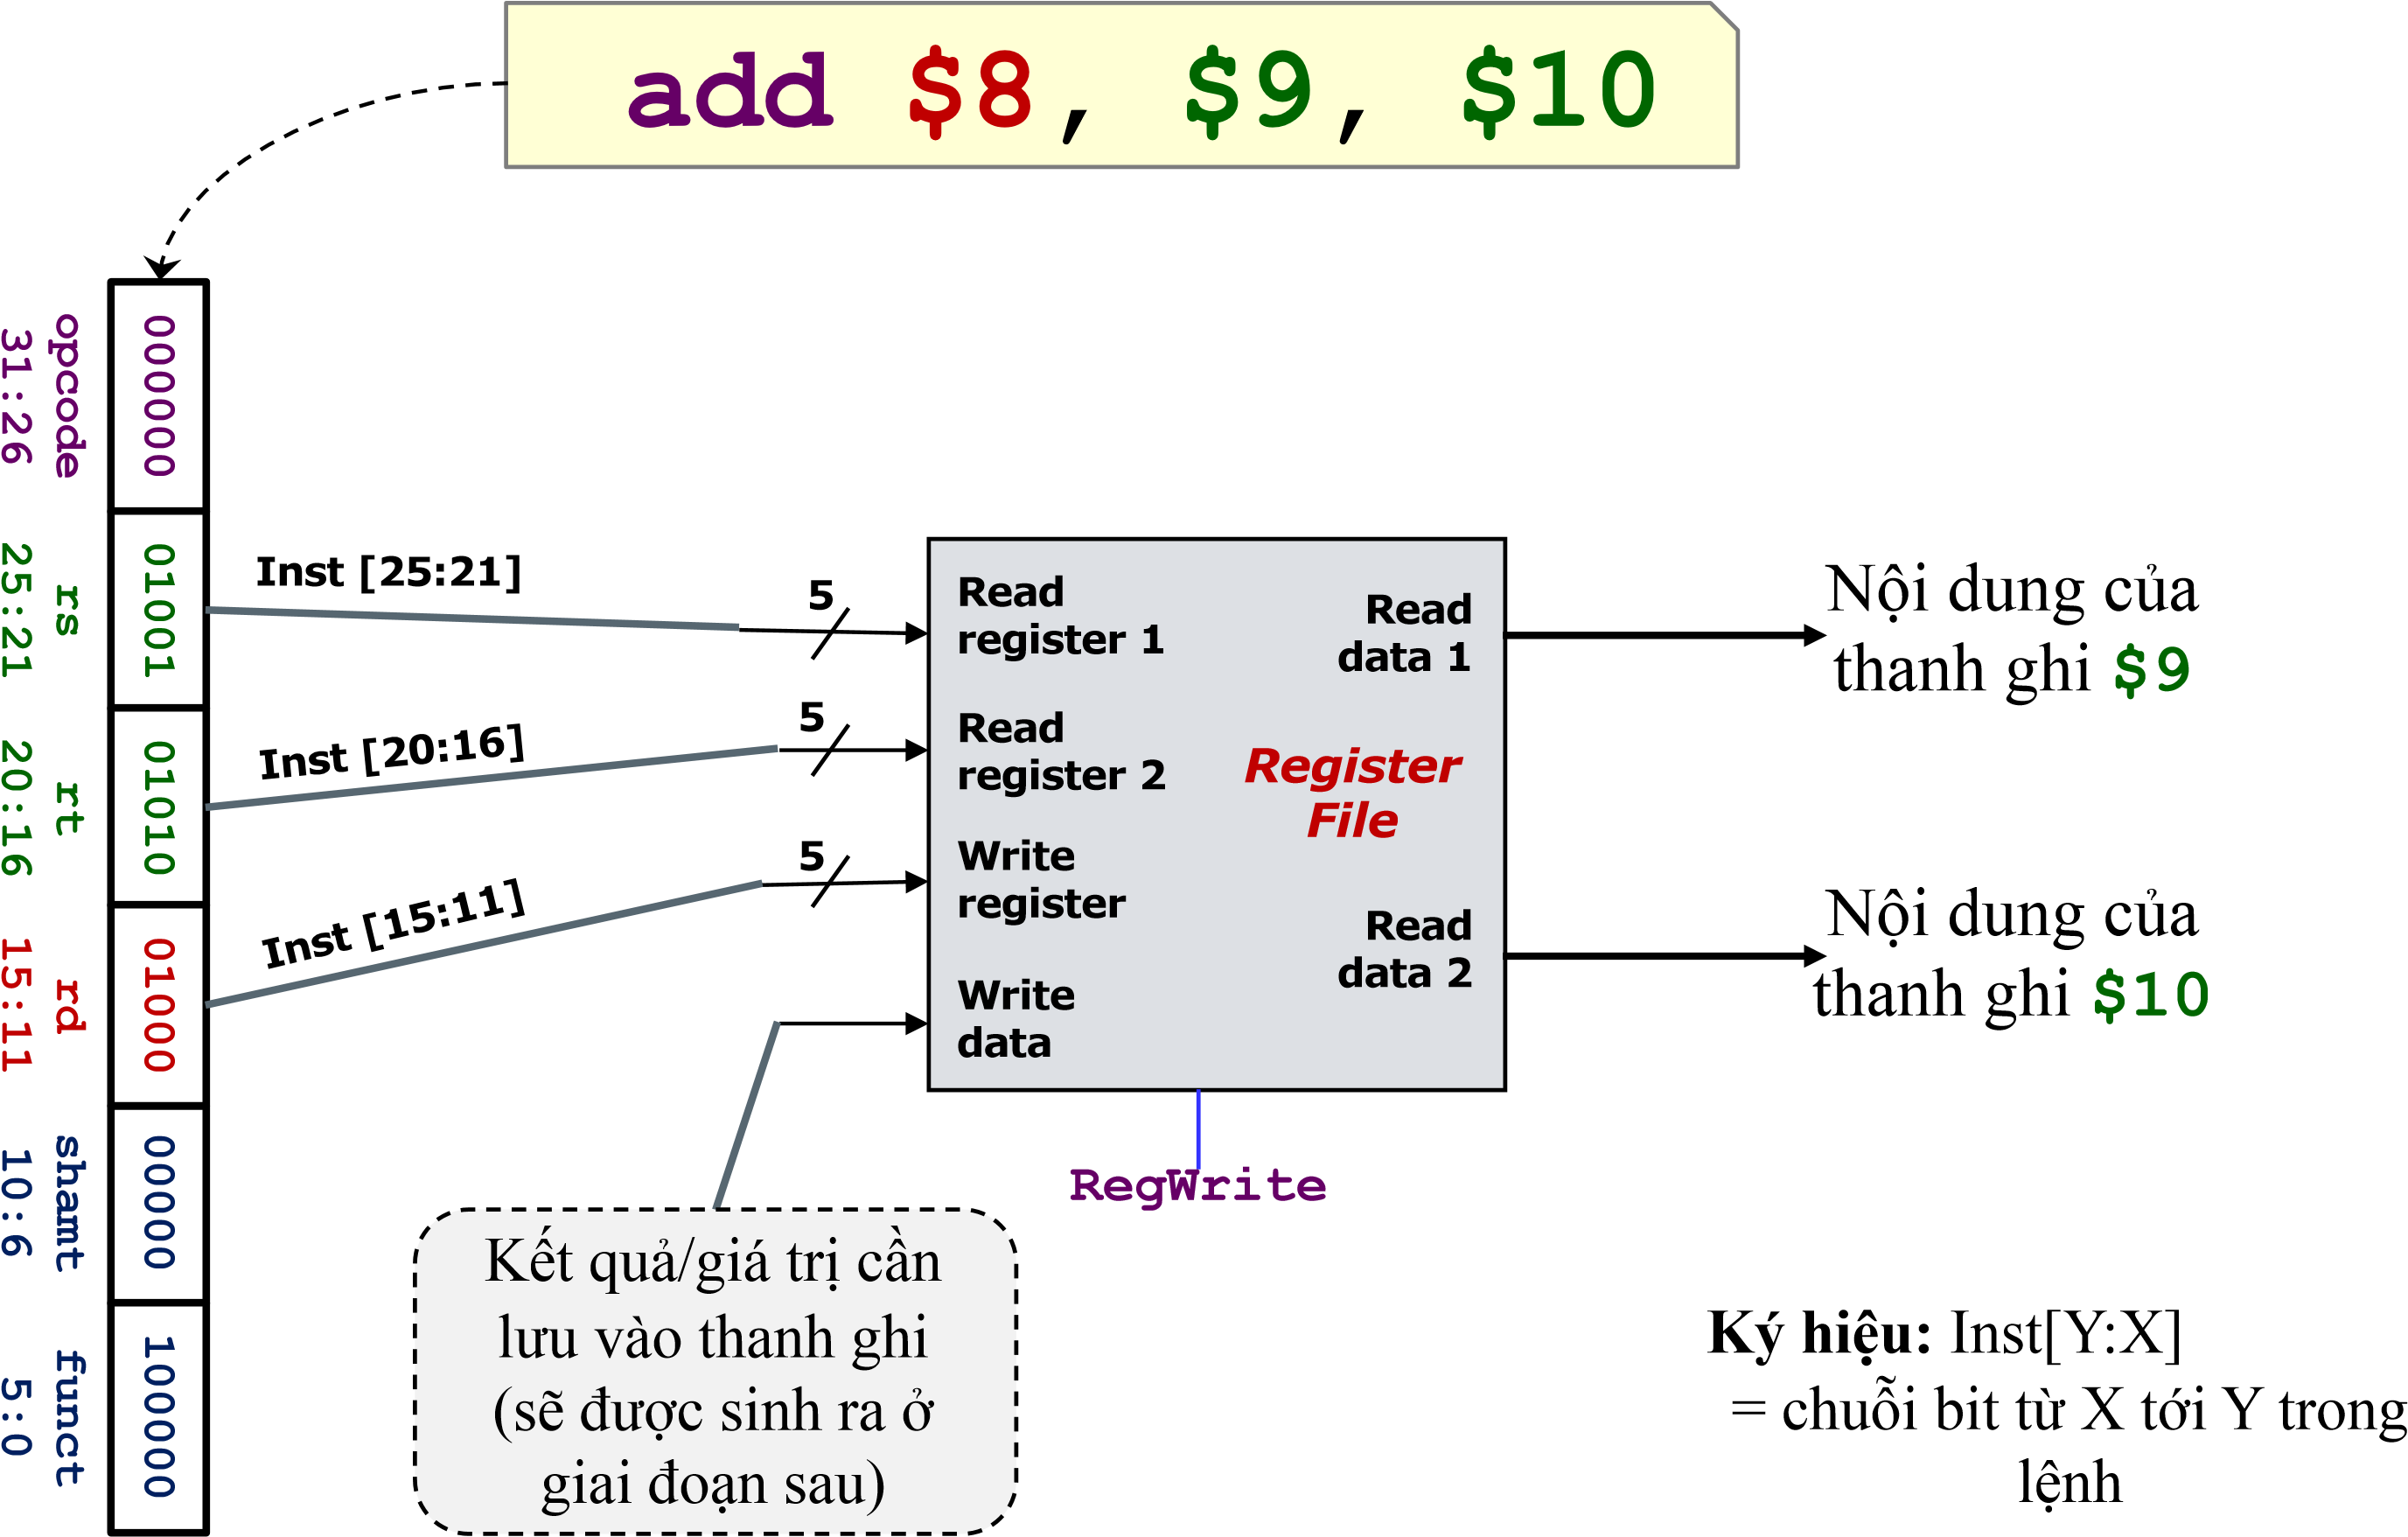 add $8, $9, $10
opcode
31:26
000000
rs
25:21
01001
rt
20:16
01010
rd
15:11
01000
shamt
10:6
00000
funct
5:0
100000
Inst [25:21]
5
Inst [20:16]
5
Inst [15:11]
5
Read
register 1
Read
register 2
Write
register
Write
data
Read
data 1
Register
File
Read
data 2
RegWrite
Nội dung của
thanh ghi $9
Nội dung của
thanh ghi $10
Kết quả/giá trị cần
lưu vào thanh ghi
(sẽ được sinh ra ở
giai đoạn sau)
Ký hiệu: Inst[Y:X]
= chuỗi bit từ X tới Y trong
lệnh